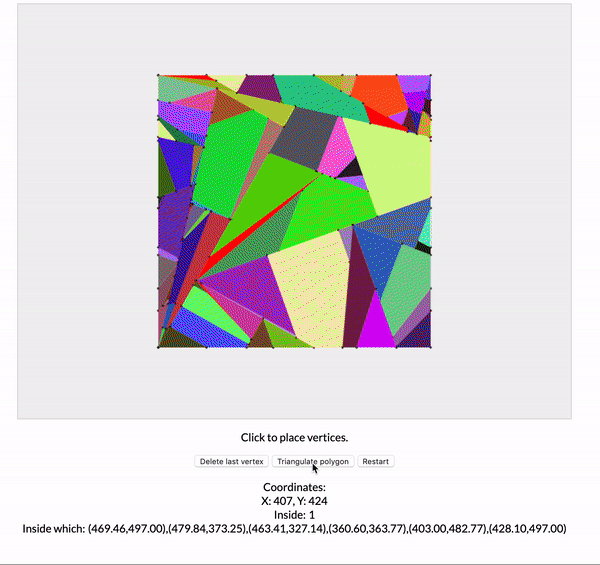 Click to place vertices.
Delete last vertex Triangulate polygon Restart
Coordinates:
X: 407, Y: 424
Inside: 1
Inside which: (469.46,497.00),(479.84,373.25),(463.41,327.14),(360.60,363.77),(403.00,482.77),(428.10,497.00)